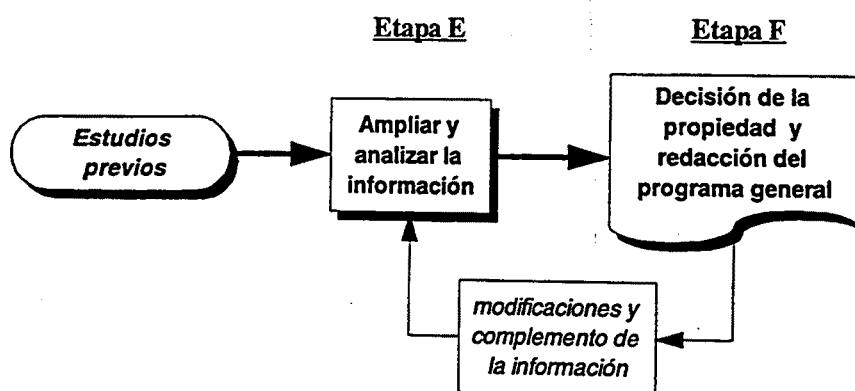 Etapa E
Etapa F
Estudios
previos
Ampliar y
analizar la
información
Decisión de la
propiedad y
redacción del
programa general
modificaciones y
complemento de
la información